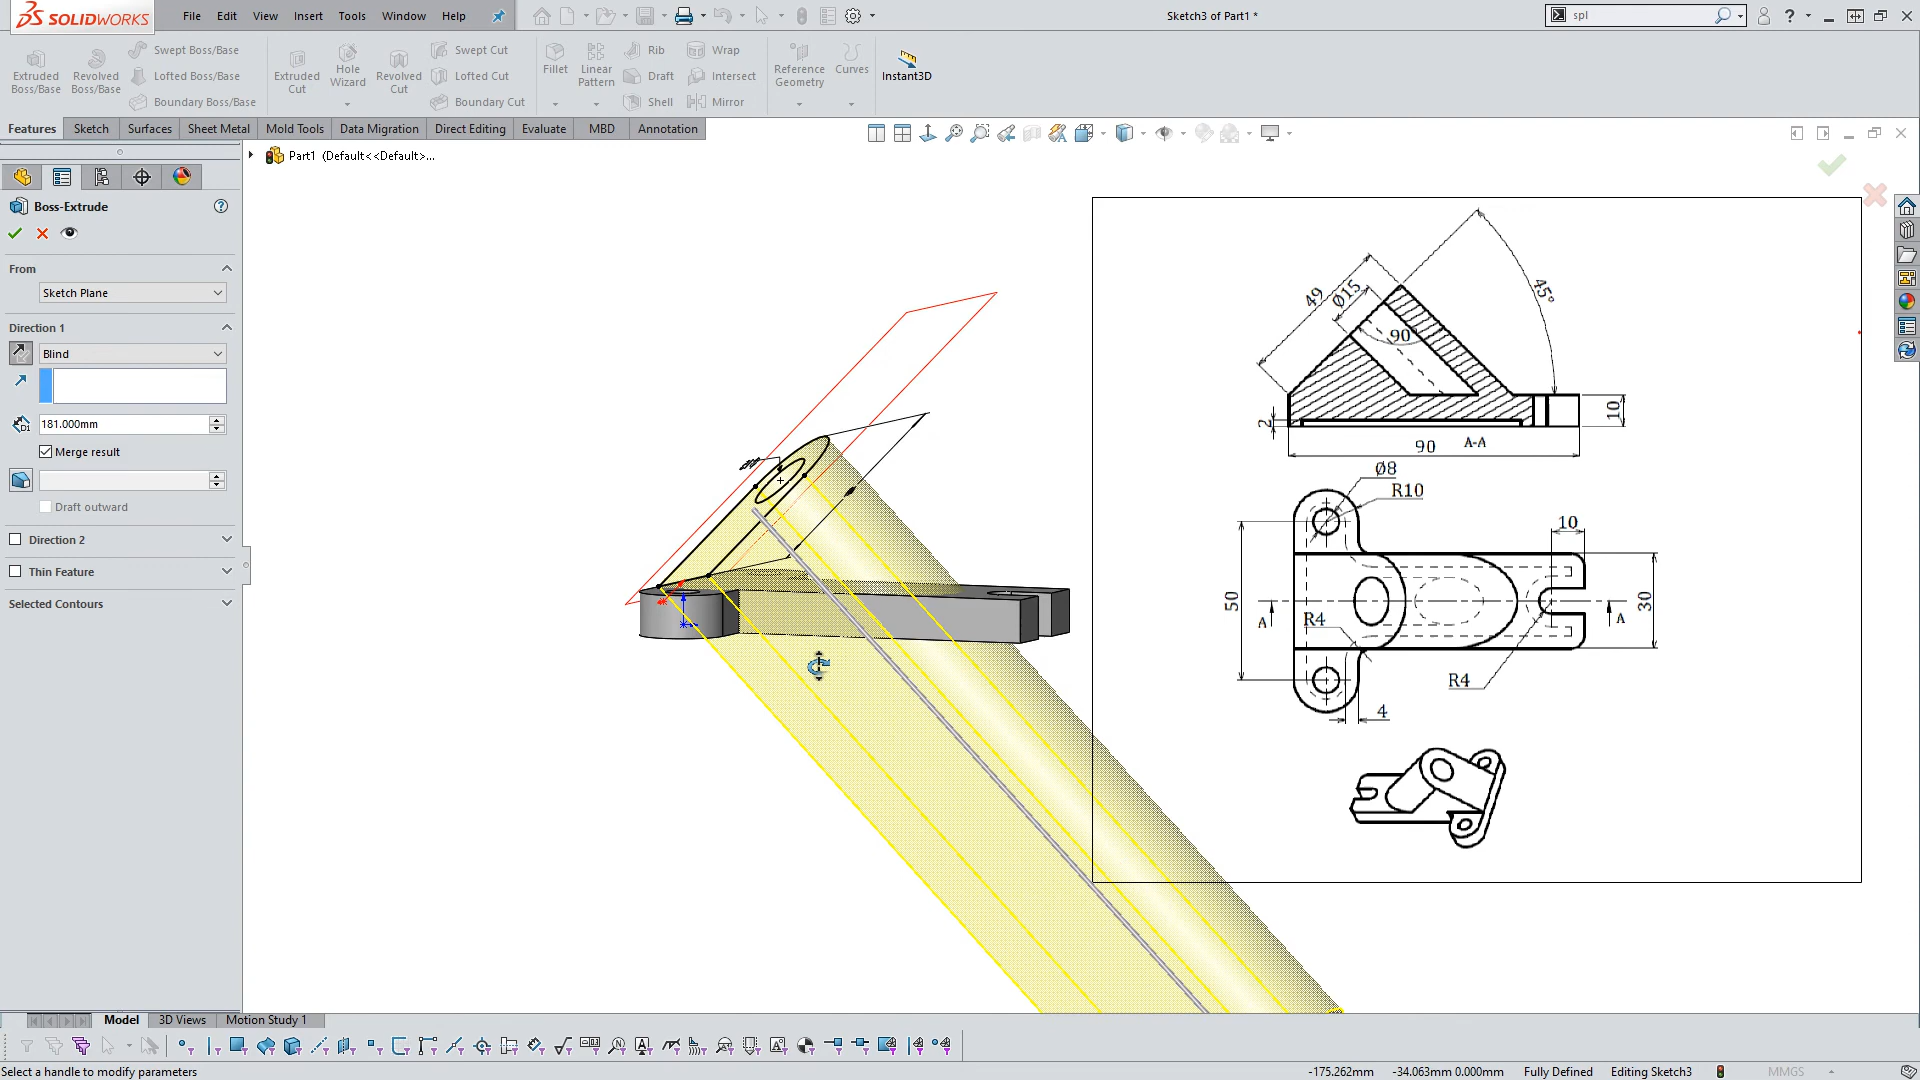 SOLIDWORKS
File Edit View Insert Tools Window Help
Sketch3 of Part1 *
spl
?
Extruded Boss/Base
Revolved Boss/Base
Swept Boss/Base
Lofted Boss/Base
Boundary Boss/Base
Extruded Cut
Hole Wizard
Revolved Cut
Swept Cut
Lofted Cut
Boundary Cut
Fillet
Linear Pattern
Rib
Draft
Shell
Wrap
Intersect
Mirror
Reference Geometry
Curves
Instant3D
Features Sketch Surfaces Sheet Metal Mold Tools Data Migration Direct Editing Evaluate MBD Annotation
Part1 (Default<<Default>...
Boss-Extrude
From
Sketch Plane
Direction 1
Blind
181.000mm
Merge result
Draft outward
Direction 2
Thin Feature
Selected Contours
49
Ø15
45°
90°
10
2
90
A-A
Ø8
R10
10
50
30
A
R4
A
R4
4
Model 3D Views Motion Study 1
Select a handle to modify parameters
-175.262mm -34.063mm 0.000mm Fully Defined Editing Sketch3 MMGS